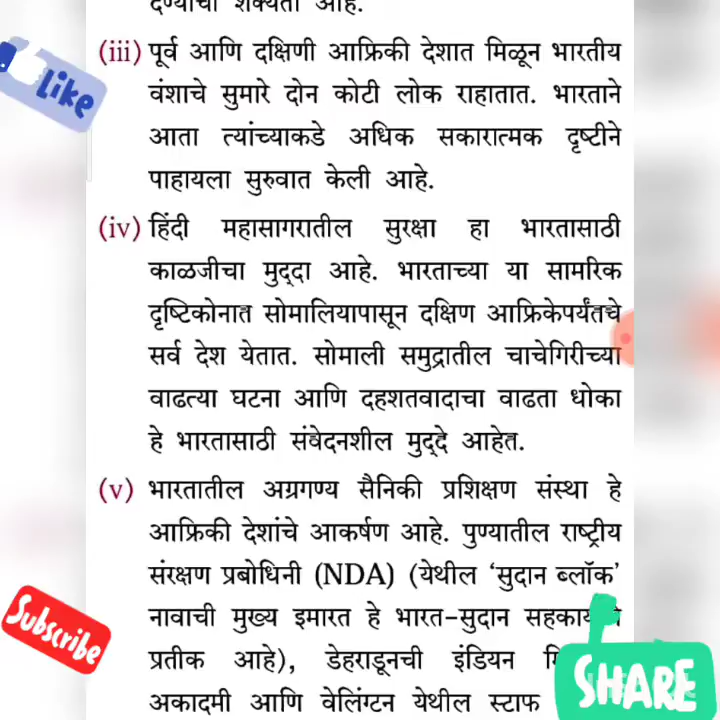 देण्याची शक्यता आहे.
(iii) पूर्व आणि दक्षिणी आफ्रिकी देशात मिळून भारतीय
वंशाचे सुमारे दोन कोटी लोक राहातात. भारताने
आता त्यांच्याकडे अधिक सकारात्मक दृष्टीने
पाहायला सुरुवात केली आहे.
(iv) हिंदी महासागरातील सुरक्षा हा भारतासाठी
काळजीचा मुद्दा आहे. भारताच्या या सामरिक
दृष्टिकोनात सोमालियापासून दक्षिण आफ्रिकेपर्यंतचे
सर्व देश येतात. सोमाली समुद्रातील चाचेगिरीच्या
वाढत्या घटना आणि दहशतवादाचा वाढता धोका
हे भारतासाठी संवेदनशील मुद्दे आहेत.
(v) भारतातील अग्रगण्य सैनिकी प्रशिक्षण संस्था हे
आफ्रिकी देशांचे आकर्षण आहे. पुण्यातील राष्ट्रीय
संरक्षण प्रबोधिनी (NDA) (येथील ‘सुदान ब्लॉक’
नावाची मुख्य इमारत हे भारत-सुदान
प्रतीक आहे), डेहराडूनची इंडियन
अकादमी आणि वेलिंग्टन येथील स्टाफ
Like
Subscribe
SHARE